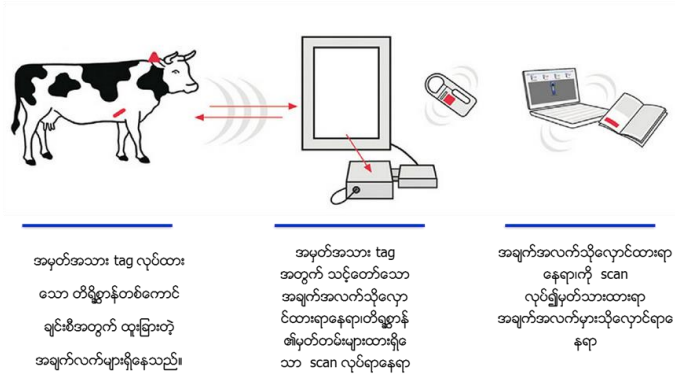 အမှတ်အသား tag လုပ်ထား
သော တိရိစ္ဆာန်တစ်ကောင်
ချင်းစီအတွက် ထူးခြားတဲ့
အချက်လက်များရှိနေသည်။
အမှတ်အသား tag
အတွက် သင့်တော်သော
အချက်အလက်သိုလှော
င်ထားရာနေရာ၊တိရိစ္ဆာန်
၏မှတ်တမ်းများထားရှိေ
သာ scan လုပ်ရာနေရာ
အချက်အလက်သိုလှောင်ထားရာ
နေရာ၊ကို scan
လုပ်၍မှတ်သားထားရာ
အချက်အလက်မှားသိုလှောင်ရာေ
နရာ